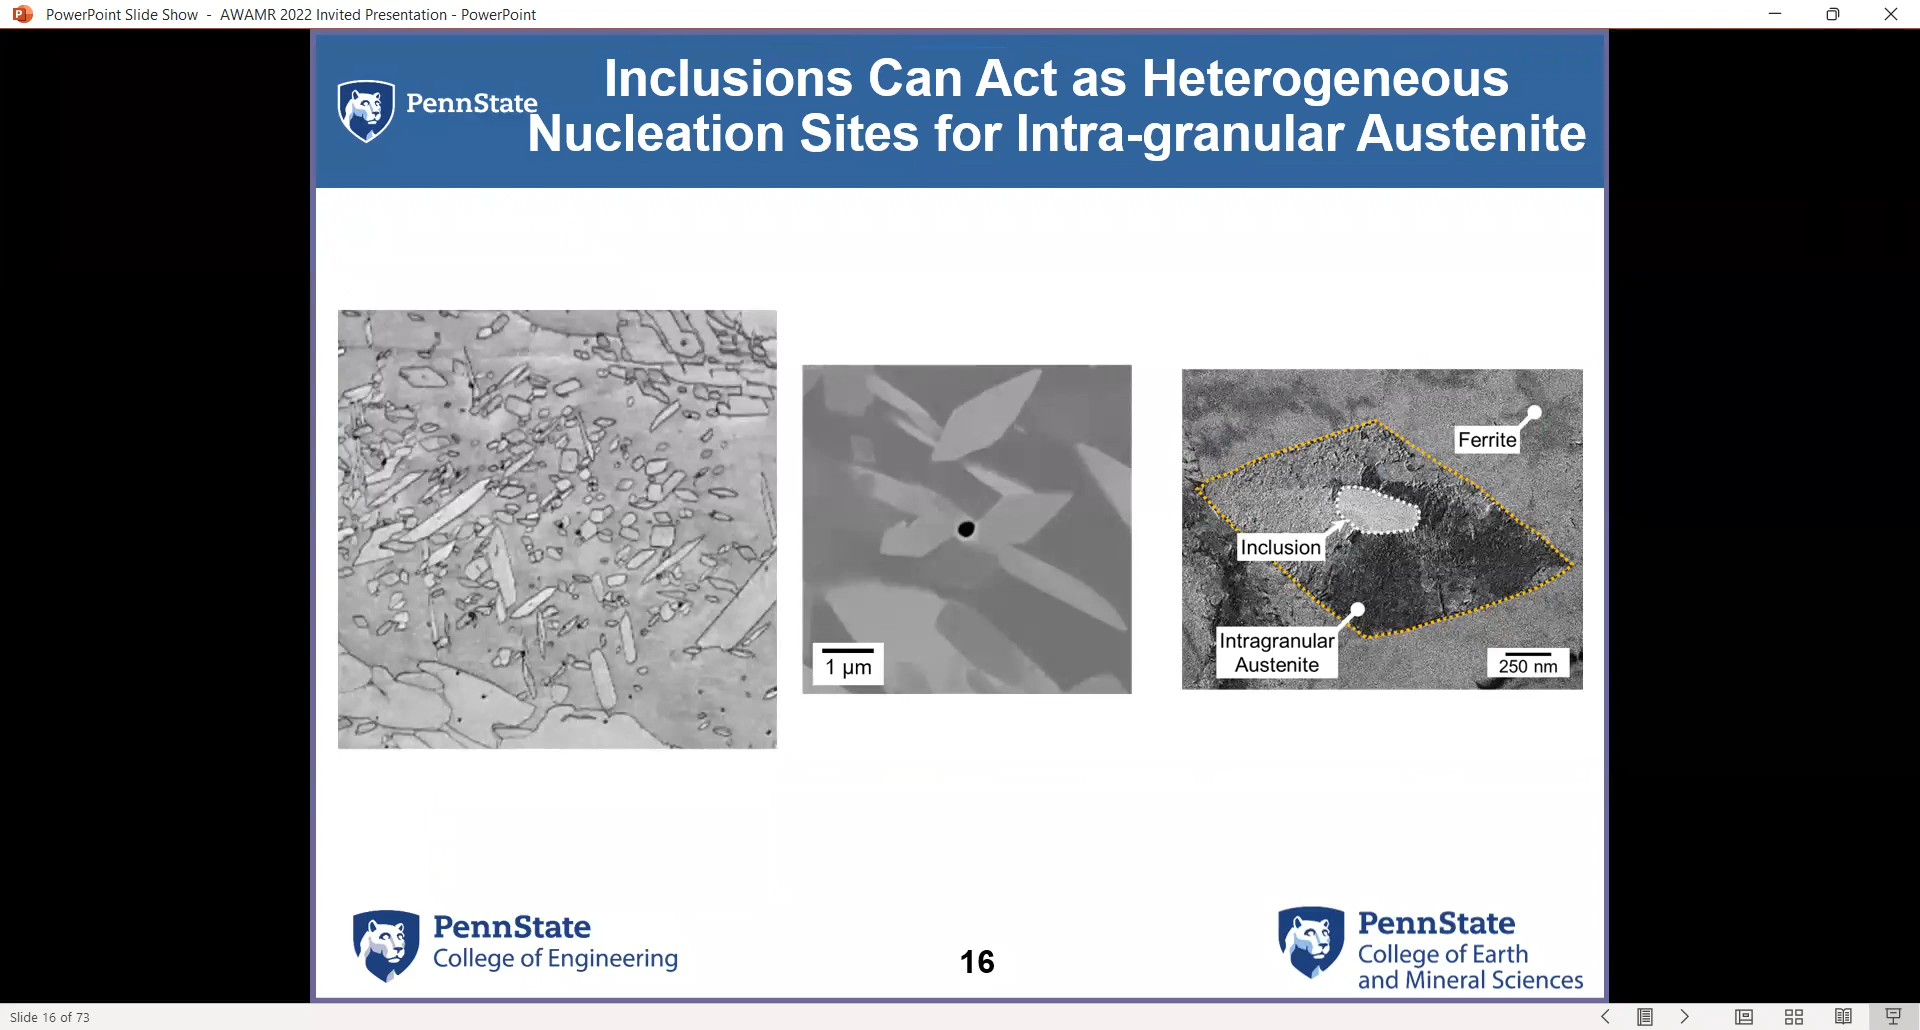 PowerPoint Slide Show - AWAMR 2022 Invited Presentation - PowerPoint
PennState
Inclusions Can Act as Heterogeneous
Nucleation Sites for Intra-granular Austenite
1 µm
Ferrite
Inclusion
Intragranular
Austenite
250 nm
PennState
College of Engineering
16
PennState
College of Earth
and Mineral Sciences
Slide 16 of 73